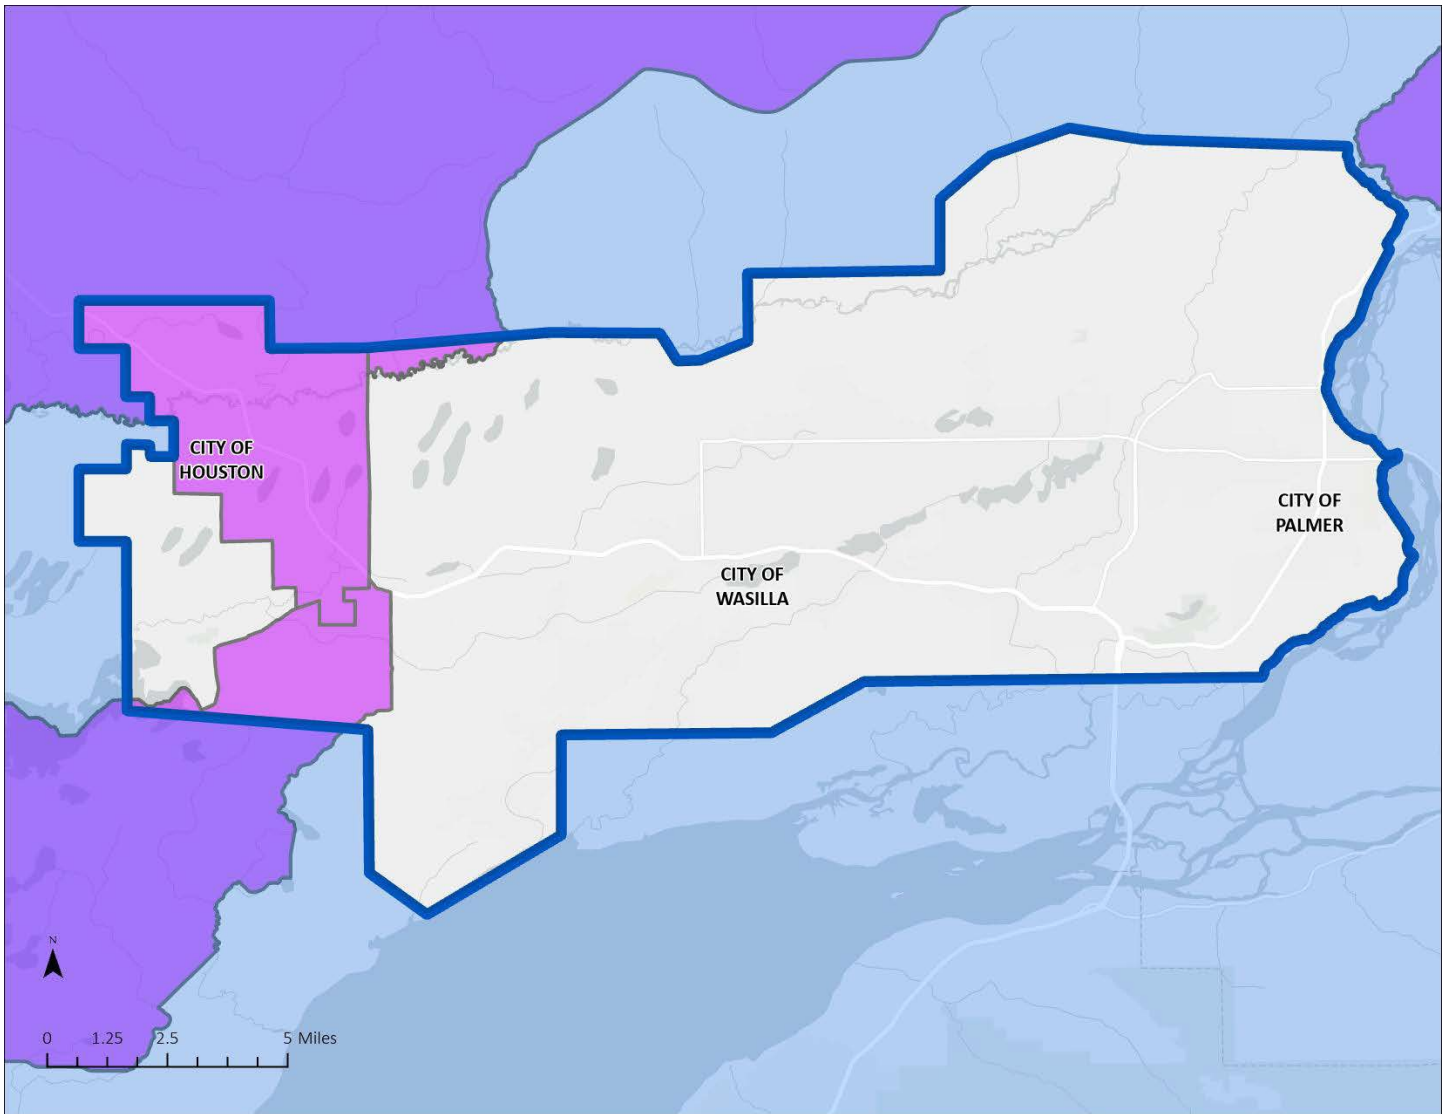 CITY OF
HOUSTON
CITY OF
PALMER
CITY OF
WASILLA
N
0 1.25 2.5 5 Miles